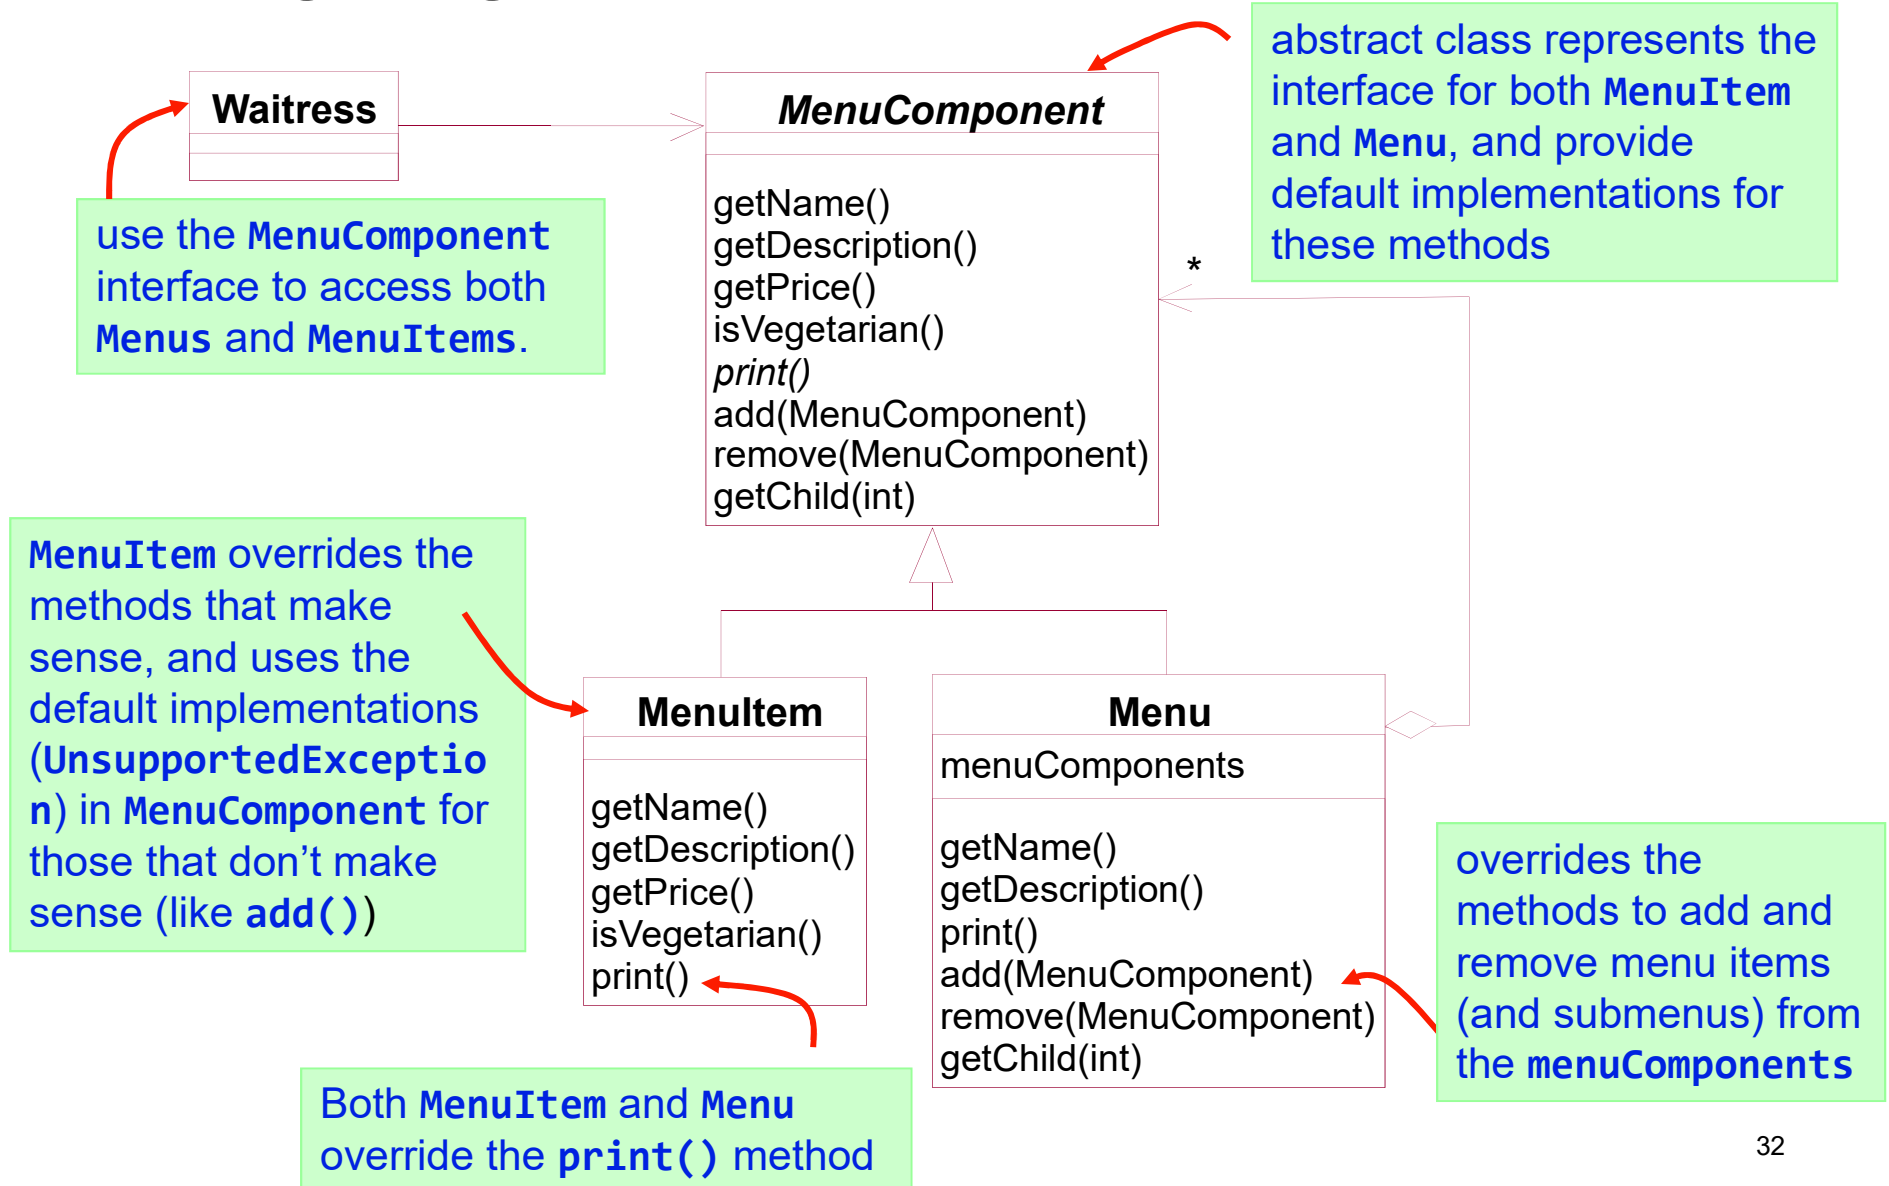 abstract class represents the
interface for both MenuItem
and Menu, and provide
default implementations for
these methods
Waitress
MenuComponent
getName()
getDescription()
getPrice()
isVegetarian()
print()
add(MenuComponent)
remove(MenuComponent)
getChild(int)
*
use the MenuComponent
interface to access both
Menus and MenuItems.
MenuItem overrides the
methods that make
sense, and uses the
default implementations
(UnsupportedExceptio
n) in MenuComponent for
those that don’t make
sense (like add())
MenuItem
getName()
getDescription()
getPrice()
isVegetarian()
print()
Menu
menuComponents
getName()
getDescription()
print()
add(MenuComponent)
remove(MenuComponent)
getChild(int)
overrides the
methods to add and
remove menu items
(and submenus) from
the menuComponents
Both MenuItem and Menu
override the print() method
32